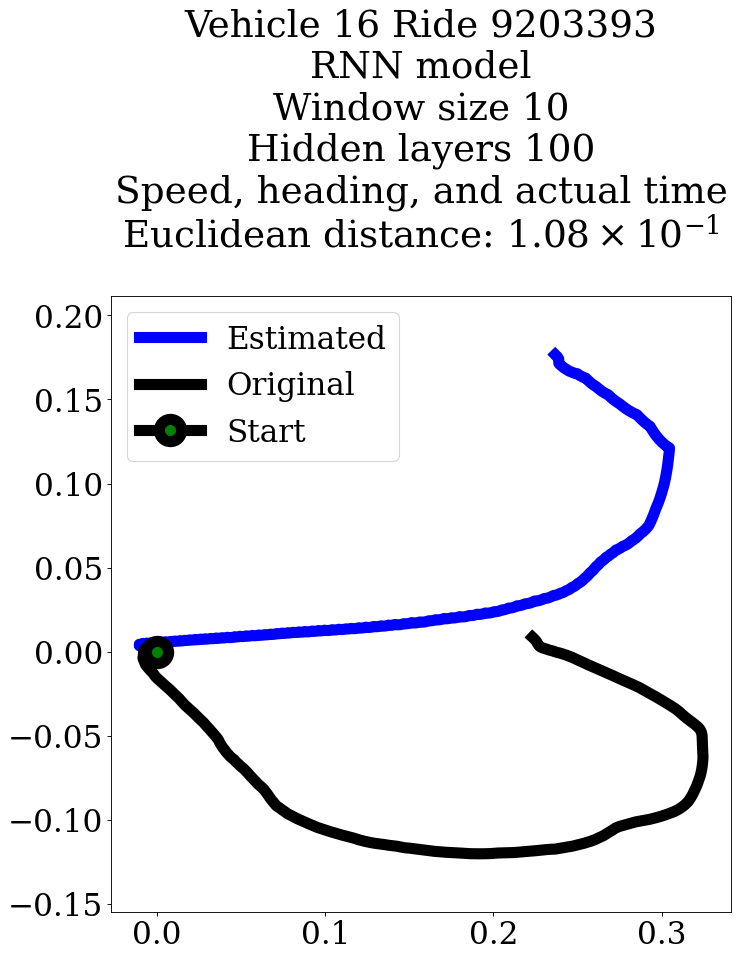 Vehicle 16 Ride 9203393
RNN model
Window size 10
Hidden layers 100
Speed, heading, and actual time
Euclidean distance: 1.08 × 10⁻¹
Estimated
Original
Start
0.20
0.15
0.10
0.05
0.00
−0.05
−0.10
−0.15
0.0 0.1 0.2 0.3